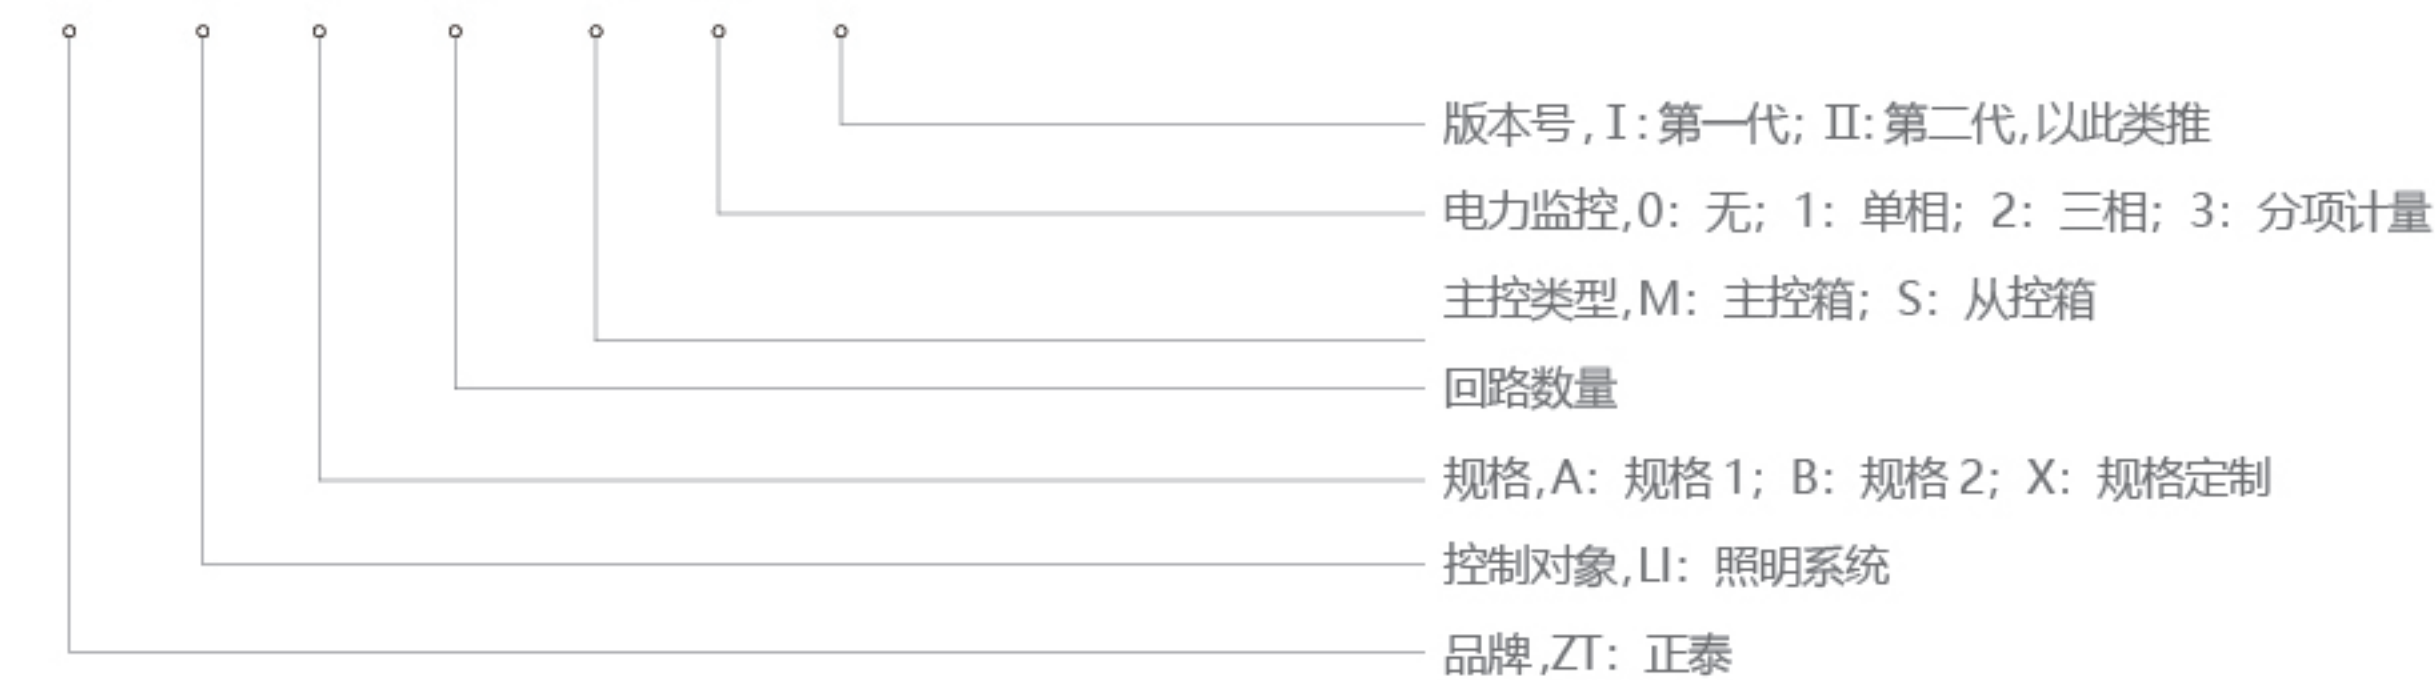 版本号,Ⅰ:第一代;Ⅱ:第二代,以此类推
电力监控,0:无;1:单相;2:三相;3:分项计量
主控类型,M:主控箱;S:从控箱
回路数量
规格,A:规格1;B:规格2;X:规格定制
控制对象,LI:照明系统
品牌,ZT:正泰